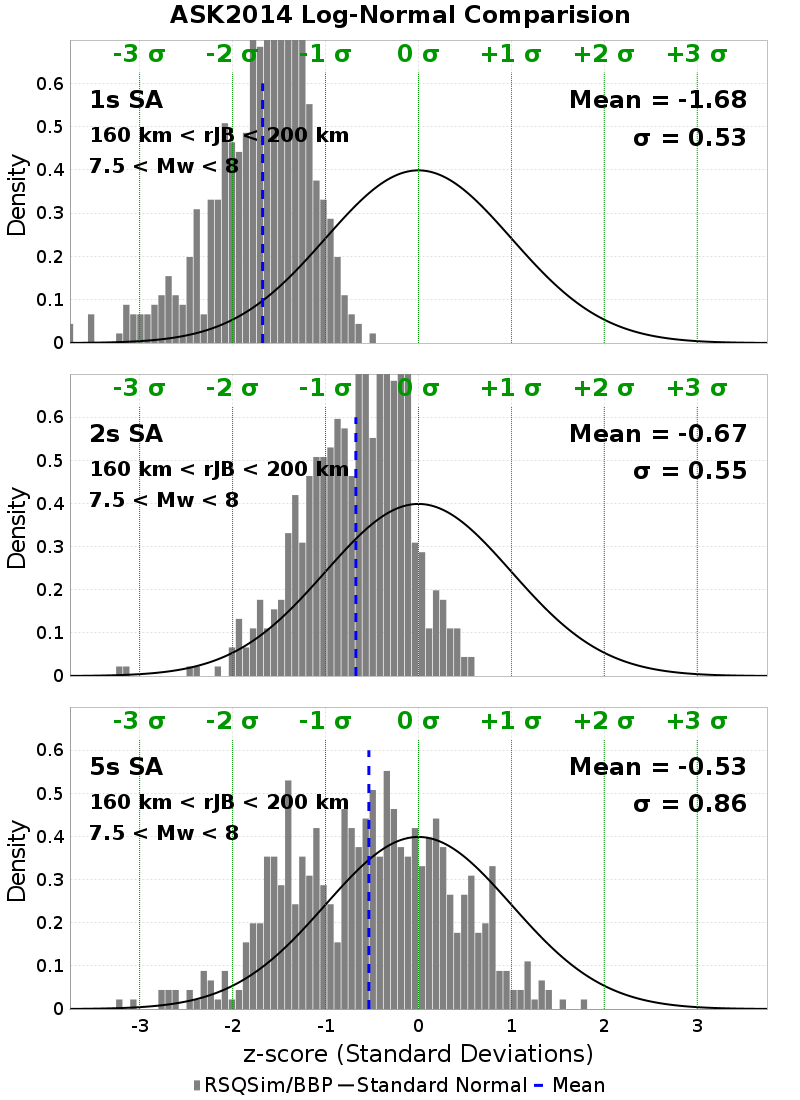 ASK2014 Log-Normal Comparision
-3 σ -2 σ -1 σ 0 σ +1 σ +2 σ +3 σ
1s SA
Mean = -1.68
160 km < rJB < 200 km
σ = 0.53
7.5 < Mw < 8
0.6
0.5
0.4
0.3
0.2
0.1
0
Density
-3 σ -2 σ -1 σ 0 σ +1 σ +2 σ +3 σ
2s SA
Mean = -0.67
160 km < rJB < 200 km
σ = 0.55
7.5 < Mw < 8
0.6
0.5
0.4
0.3
0.2
0.1
0
Density
-3 σ -2 σ -1 σ 0 σ +1 σ +2 σ +3 σ
5s SA
Mean = -0.53
160 km < rJB < 200 km
σ = 0.86
7.5 < Mw < 8
0.6
0.5
0.4
0.3
0.2
0.1
0
Density
-3 -2 -1 0 1 2 3
z-score (Standard Deviations)
RSQSim/BBP Standard Normal Mean